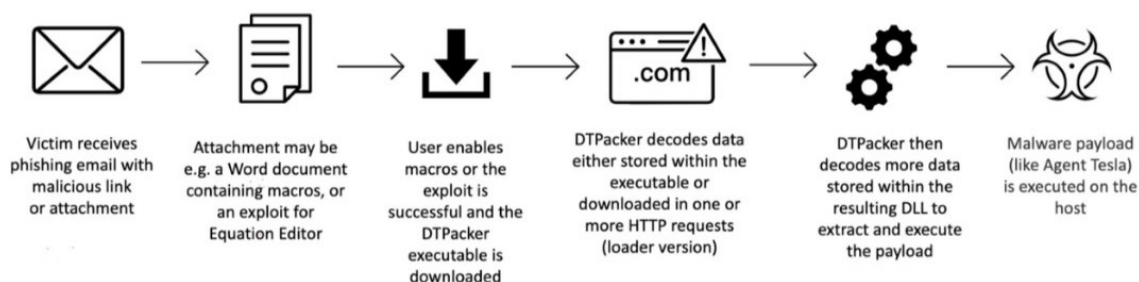 .com
Victim receives
phishing email with
malicious link
or attachment
Attachment may be
e.g. a Word document
containing macros, or
an exploit for
Equation Editor
User enables
macros or the
exploit is
successful and the
DTPacker
executable is
downloaded
DTPacker decodes data
either stored within the
executable or
downloaded in one or
more HTTP requests
(loader version)
DTPacker then
decodes more data
stored within the
resulting DLL to
extract and execute
the payload
Malware payload
(like Agent Tesla)
is executed on the
host